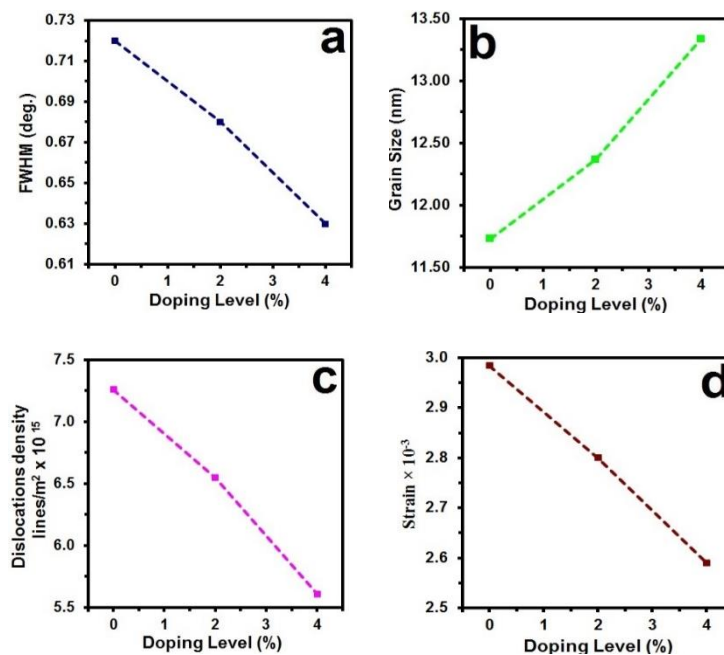 a
0.73
0.71
0.69
0.67
0.65
0.63
0.61
FWHM (deg.)
0 1 2 3 4
Doping Level (%)
b
13.50
13.00
12.50
12.00
11.50
Grain Size (nm)
0 1 2 3 4
Doping Level (%)
c
7.5
7.0
6.5
6.0
5.5
Dislocations density
lines/m² x 10 ¹⁵
0 1 2 3 4
Doping Level (%)
d
3.0
2.9
2.8
2.7
2.6
2.5
Strain × 10⁻³
0 1 2 3 4
Doping Level (%)